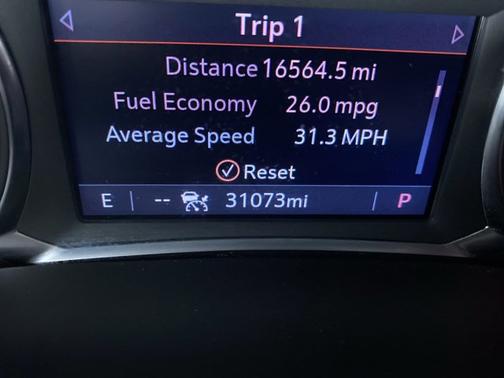 Trip 1
Distance 16564.5 mi
Fuel Economy 26.0 mpg
Average Speed 31.3 MPH
Reset
E -- 31073mi P